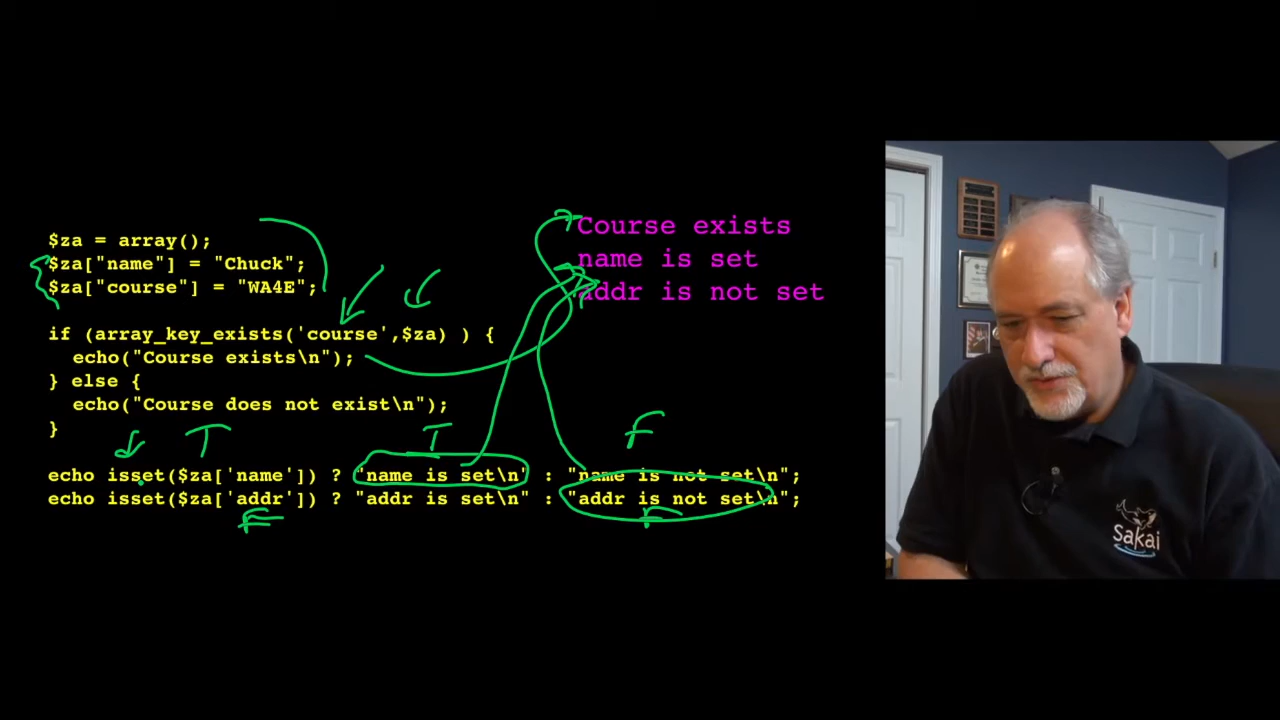 $za = array();
$za["name"] = "Chuck";
$za["course"] = "WA4E";
if (array_key_exists('course',$za) ) {
echo("Course exists\n");
} else {
echo("Course does not exist\n");
}
echo isset($za['name']) ? "name is set\n" : "name is not set\n";
echo isset($za['addr']) ? "addr is set\n" : "addr is not set\n";
Course exists
name is set
addr is not set
T
T
F
F
F
Sakai